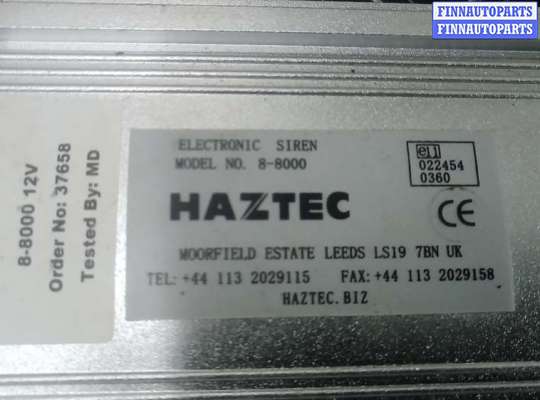 FINNAUTOPARTS
FINNAUTOPARTS
8-8000 12V
Order No: 37658
Tested By: MD
ELECTRONIC SIREN
MODEL NO. 8-8000
e11
022454
0360
HAZTEC
CE
MOORFIELD ESTATE LEEDS LS19 7BN UK
TEL: +44 113 2029115 FAX: +44 113 2029158
HAZTEC.BIZ